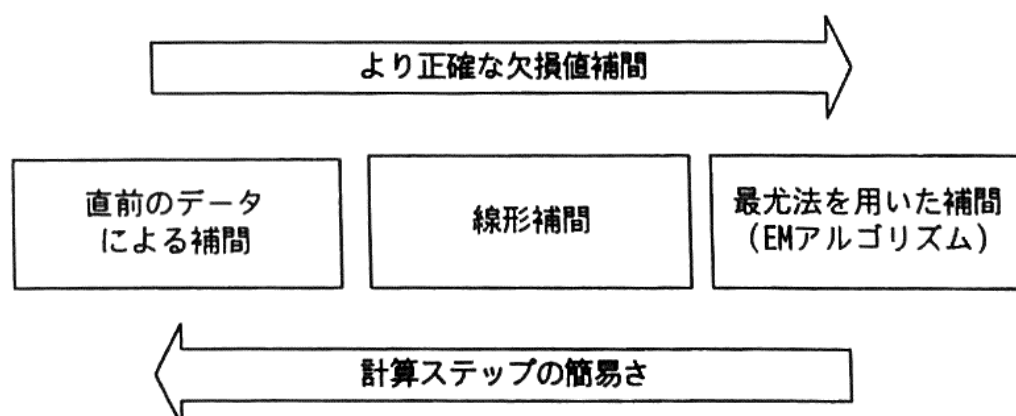 より正確な欠損値補間
直前のデータ
による補間
線形補間
最尤法を用いた補間
(EMアルゴリズム)
計算ステップの簡易さ